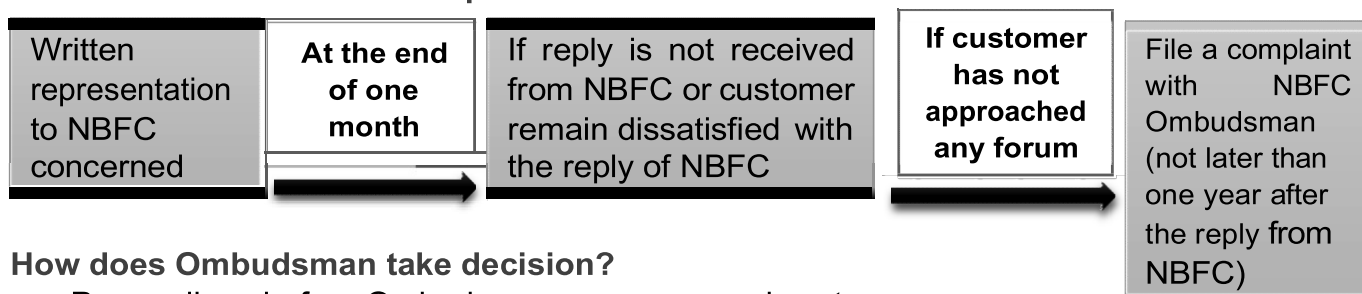 Written
representation
to NBFC
concerned
At the end
of one
month
If reply is not received
from NBFC or customer
remain dissatisfied with
the reply of NBFC
If customer
has not
approached
any forum
File a complaint
with NBFC
Ombudsman
(not later than
one year after
the reply from
NBFC)
How does Ombudsman take decision?